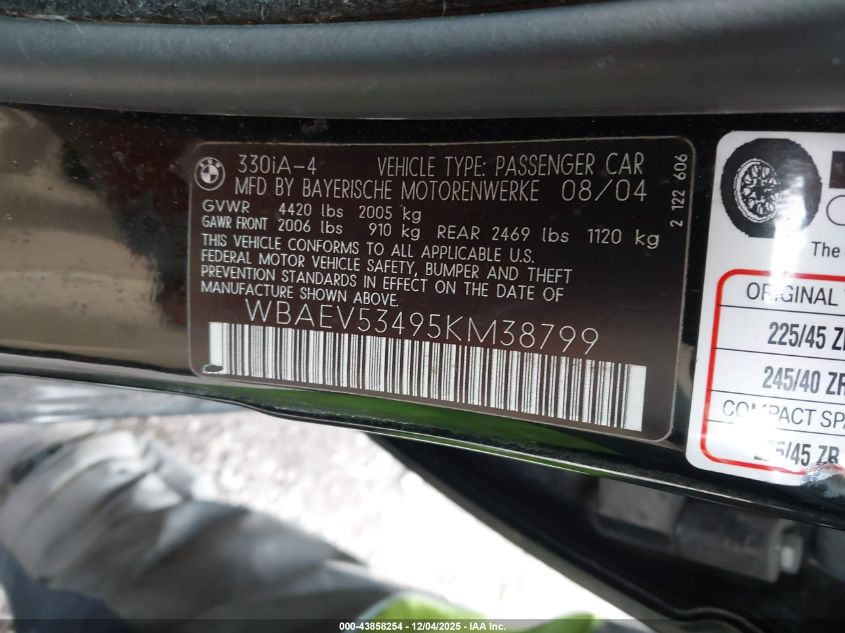 BMW
330iA-4 VEHICLE TYPE: PASSENGER CAR
MFD BY BAYERISCHE MOTORENWERKE 08/04
GVWR 4420 lbs 2005 kg
GAWR FRONT 2006 lbs 910 kg REAR 2469 lbs 1120 kg
THIS VEHICLE CONFORMS TO ALL APPLICABLE U.S.
FEDERAL MOTOR VEHICLE SAFETY, BUMPER AND THEFT
PREVENTION STANDARDS IN EFFECT ON THE DATE OF
MANUFACTURE SHOWN ABOVE.
WBAEV53495KM38799
2 122 606
The
ORIGINAL
225/45
245/40 ZR
COMPACT
ZR
000-43858254 - 12/04/2025 - IAA Inc.